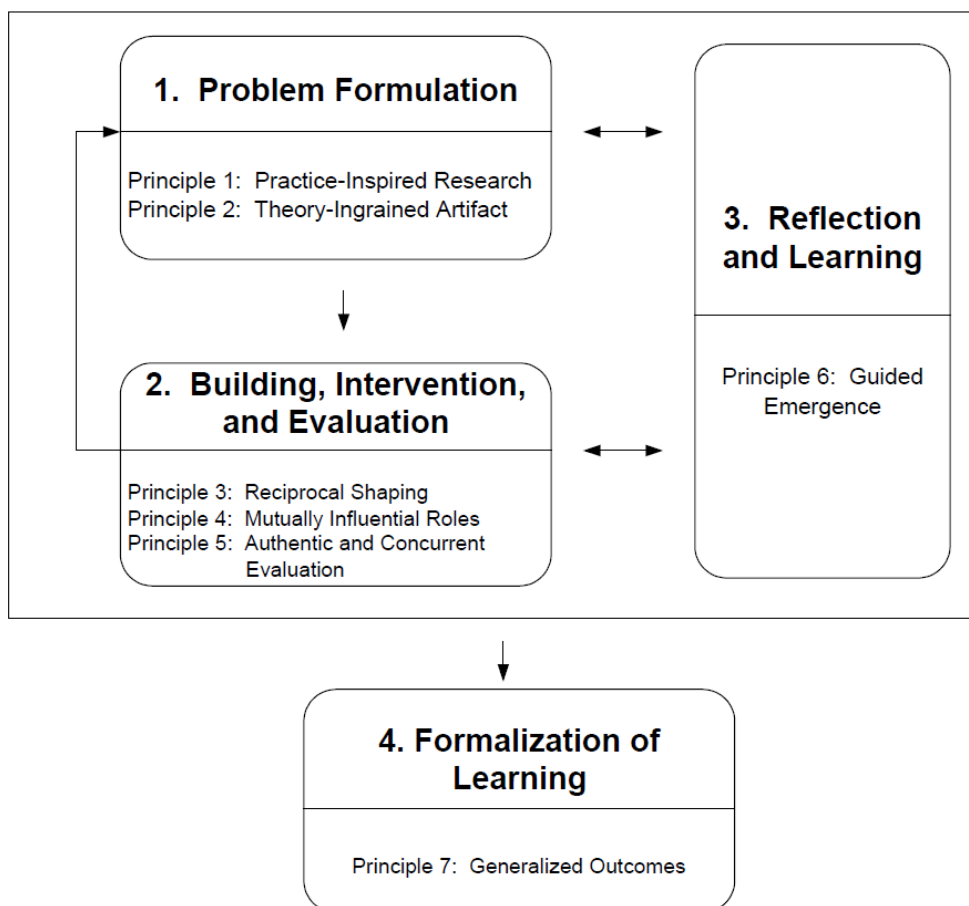 1. Problem Formulation
Principle 1: Practice-Inspired Research
Principle 2: Theory-Ingrained Artifact
2. Building, Intervention,
and Evaluation
Principle 3: Reciprocal Shaping
Principle 4: Mutually Influential Roles
Principle 5: Authentic and Concurrent
Evaluation
3. Reflection
and Learning
Principle 6: Guided
Emergence
4. Formalization of
Learning
Principle 7: Generalized Outcomes